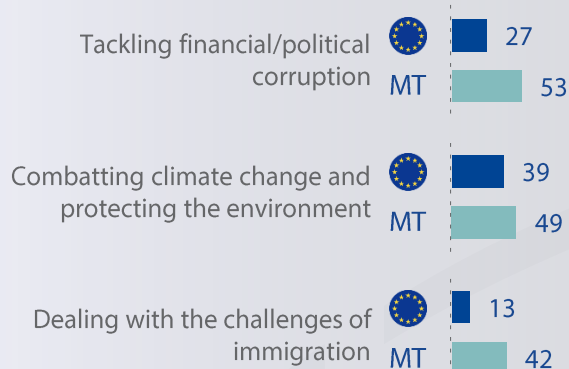 Tackling financial/political
corruption
27
MT
53
Combatting climate change and
protecting the environment
39
MT
49
Dealing with the challenges of
immigration
13
MT
42